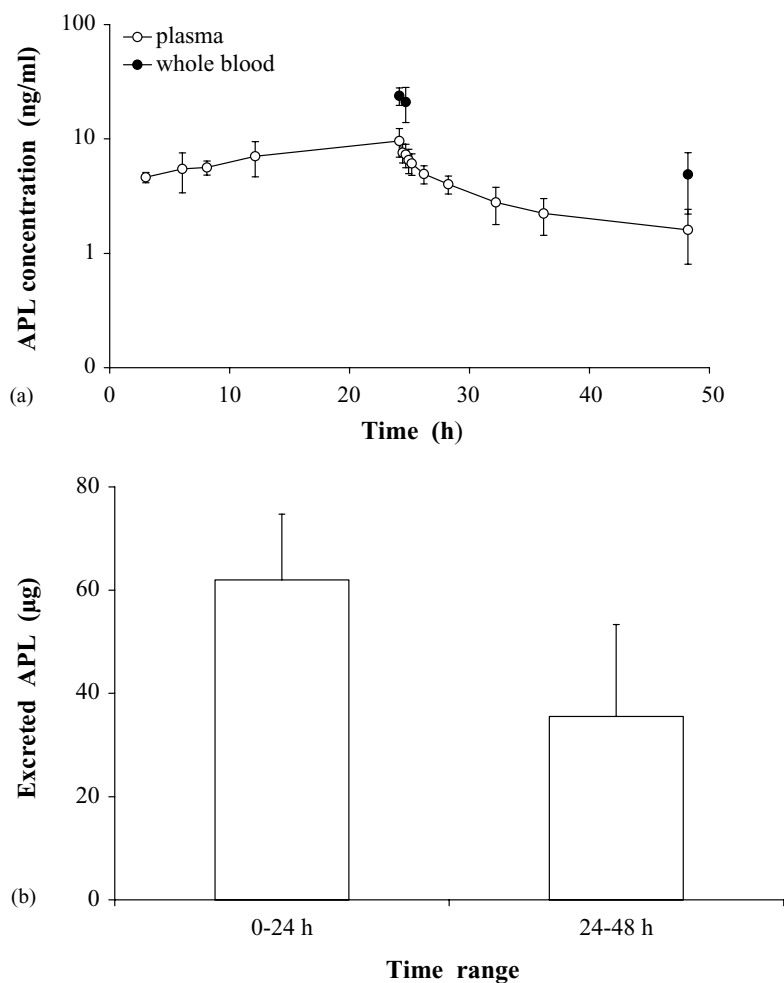 100
plasma
whole blood
10
1
0
APL concentration (ng/ml)
(a)
0 10 20 30 40 50
Time (h)
80
60
40
20
0
Excreted APL (µg)
(b)
0-24 h 24-48 h
Time range